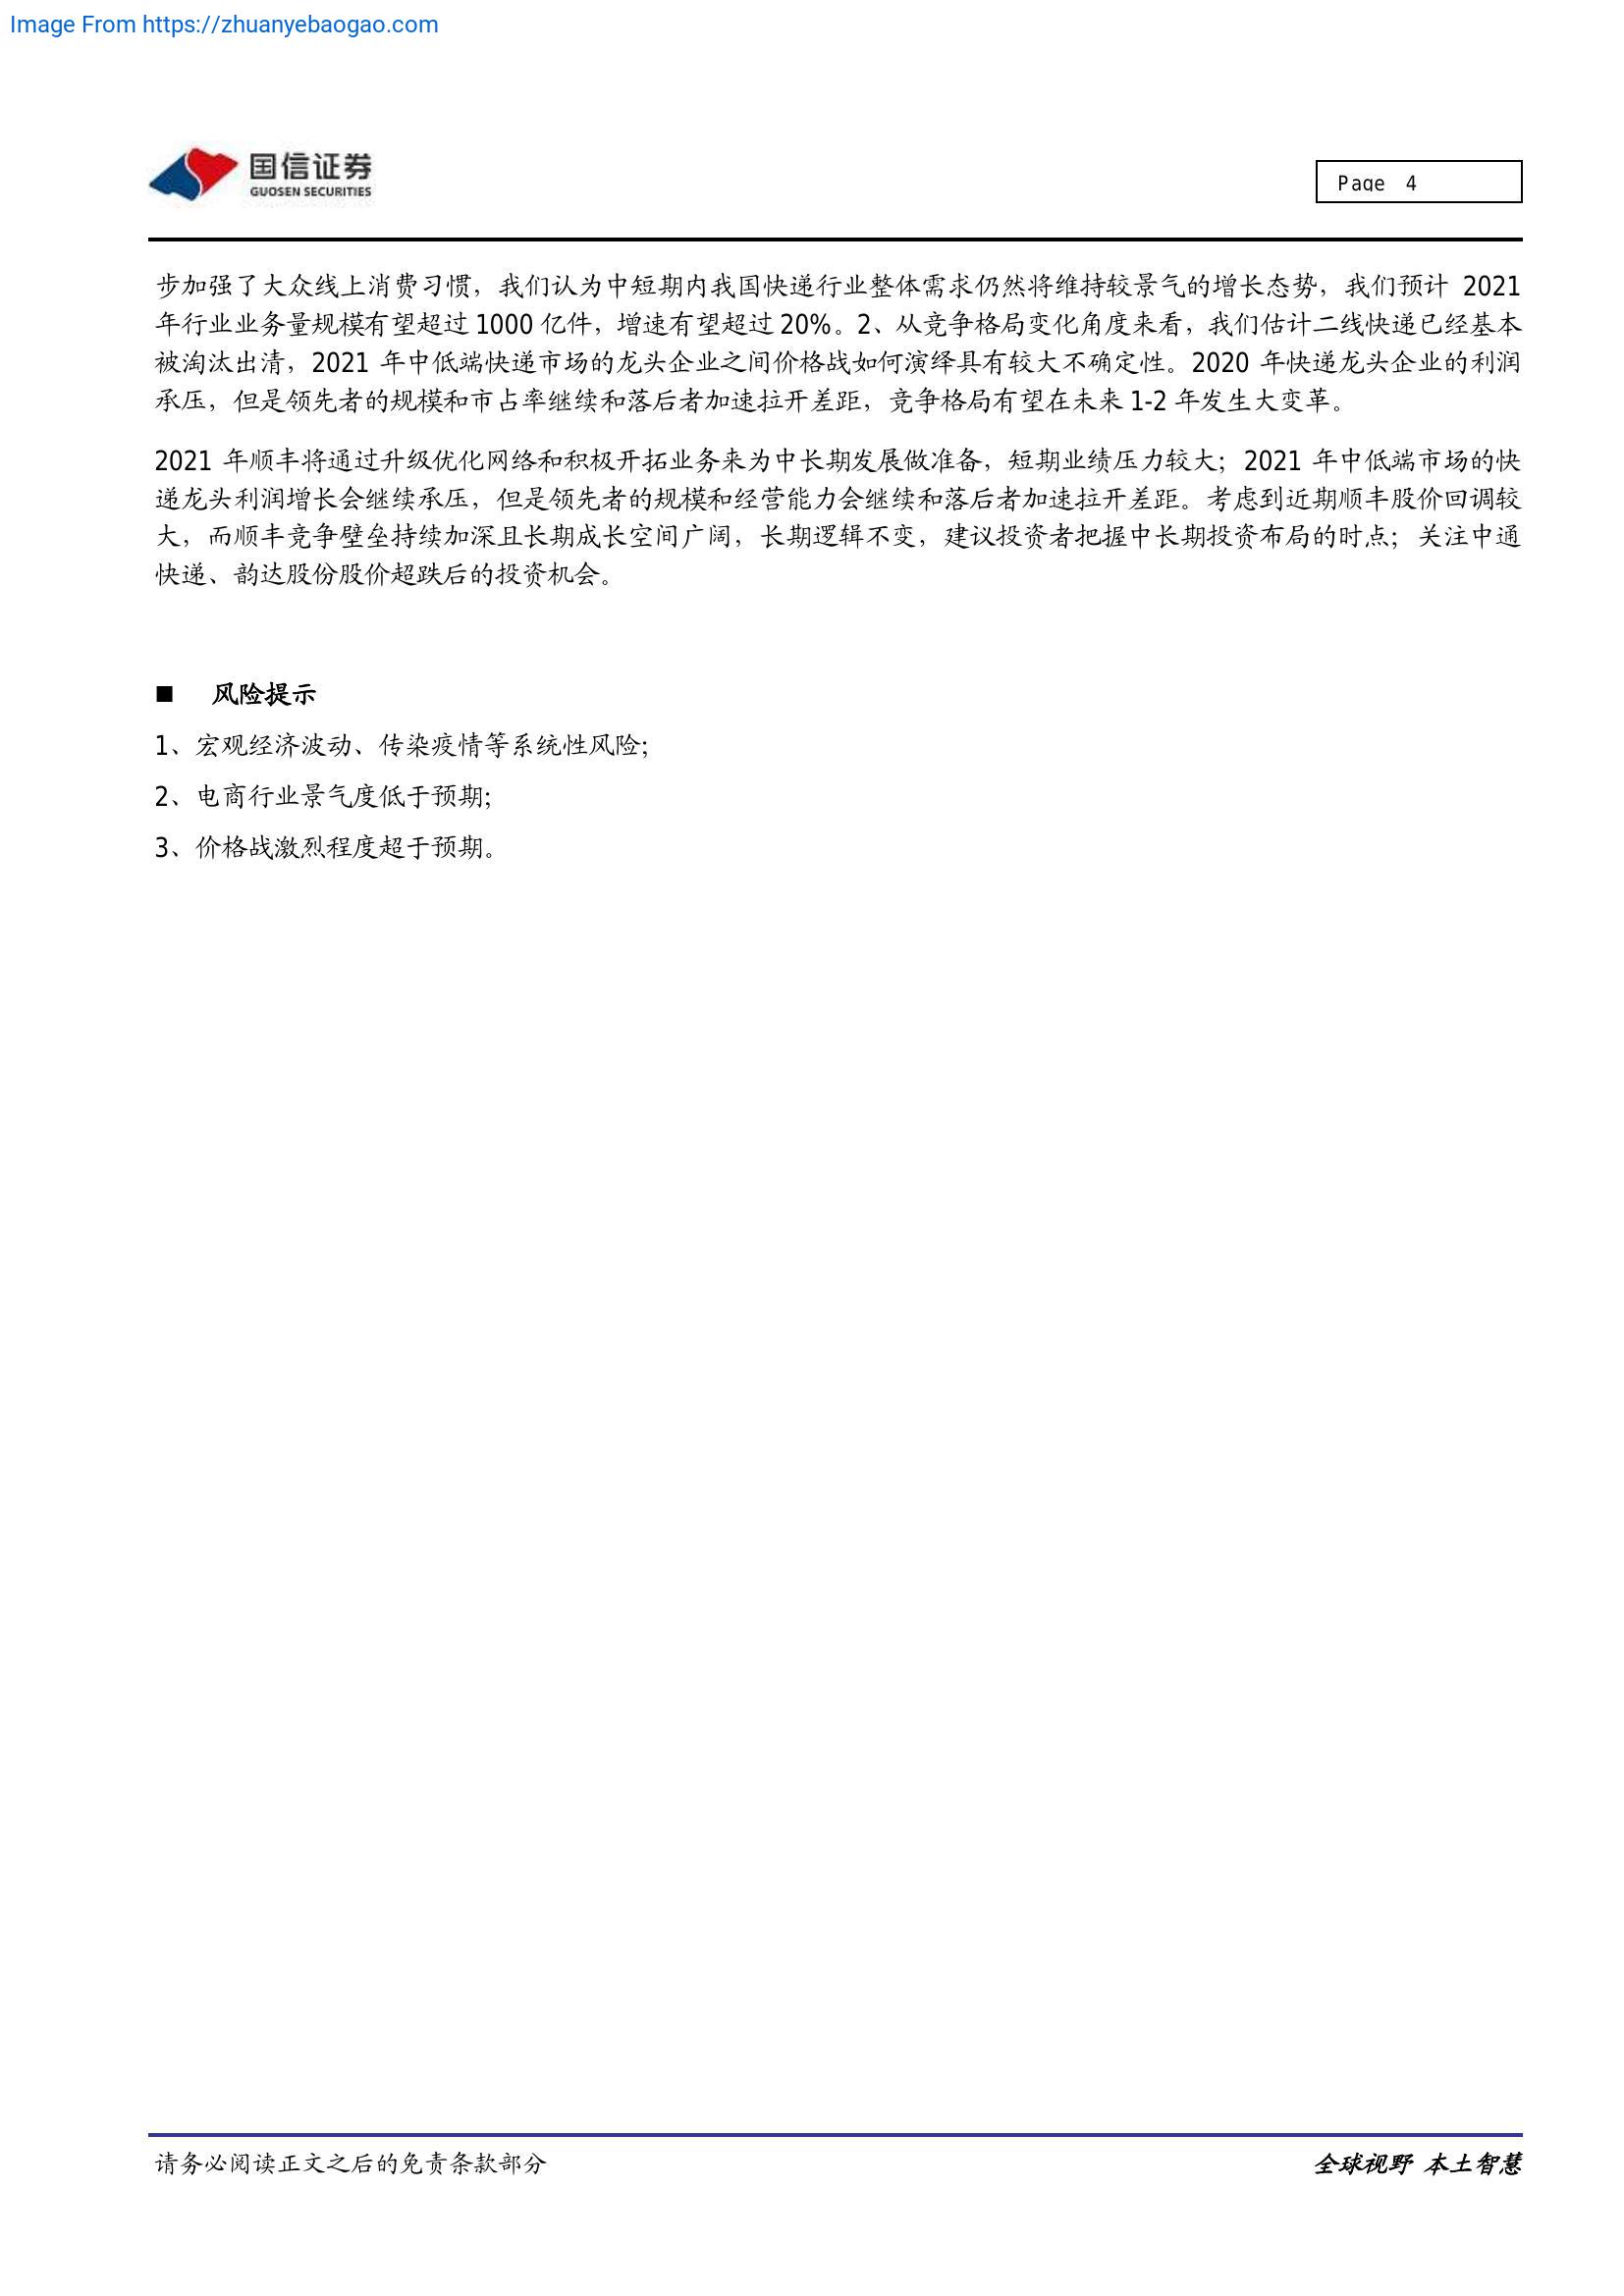 Image From https://zhuanyebaogao.com
国信证券
GUOSEN SECURITIES
Page 4
步加强了大众线上消费习惯，我们认为中短期内我国快递行业整体需求仍然将维持较景气的增长态势，我们预计 2021
年行业业务量规模有望超过 1000 亿件，增速有望超过 20%。2、从竞争格局变化角度来看，我们估计二线快递已经基本
被淘汰出清，2021 年中低端快递市场的龙头企业之间价格战如何演绎具有较大不确定性。2020 年快递龙头企业的利润
承压，但是领先者的规模和市占率继续和落后者加速拉开差距，竞争格局有望在未来 1-2 年发生大变革。
2021 年顺丰将通过升级优化网络和积极开拓业务来为中长期发展做准备，短期业绩压力较大；2021 年中低端市场的快
递龙头利润增长会继续承压，但是领先者的规模和经营能力会继续和落后者加速拉开差距。考虑到近期顺丰股价回调较
大，而顺丰竞争壁垒持续加深且长期成长空间广阔，长期逻辑不变，建议投资者把握中长期投资布局的时点；关注中通
快递、韵达股份股价超跌后的投资机会。
■ 风险提示
1、宏观经济波动、传染疫情等系统性风险；
2、电商行业景气度低于预期；
3、价格战激烈程度超于预期。
请务必阅读正文之后的免责条款部分
全球视野 本土智慧